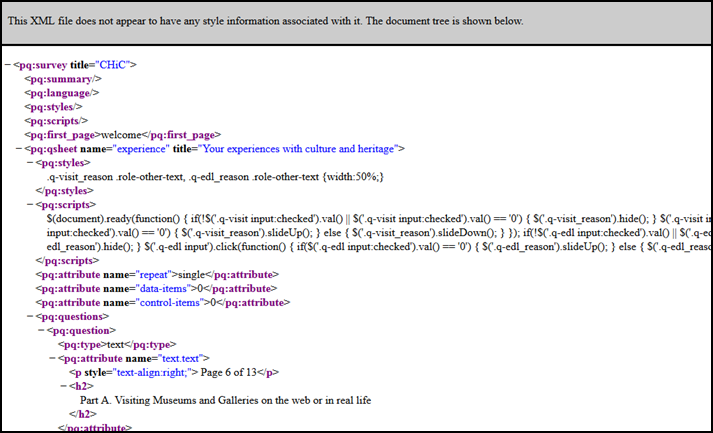 This XML file does not appear to have any style information associated with it. The document tree is shown below.
−<pq:survey title="CHiC">
<pq:summary/>
<pq:language/>
<pq:styles/>
<pq:scripts/>
<pq:first_page>welcome</pq:first_page>
−<pq:qsheet name="experience" title="Your experiences with culture and heritage">
−<pq:styles>
.q-visit_reason .role-other-text, .q-edl_reason .role-other-text {width:50%;}
</pq:styles>
−<pq:scripts>
$(document).ready(function() { if(!$('.q-visit input:checked').val() || $('.q-visit input:checked').val() == '0') { $('.q-visit_reason').hide(); } $('.q-visit
input:checked').val() == '0') { $('.q-visit_reason').slideUp(); } else { $('.q-visit_reason').slideDown(); } }); if(!$('.q-edl input:checked').val() || $('.q-
edl_reason').hide(); } $('.q-edl input').click(function() { if($('.q-edl input:checked').val() == '0') { $('.q-edl_reason').slideUp(); } else {
</pq:scripts>
<pq:attribute name="repeat">single</pq:attribute>
<pq:attribute name="data-items">0</pq:attribute>
<pq:attribute name="control-items">0</pq:attribute>
−<pq:questions>
−<pq:question>
<pq:type>text</pq:type>
−<pq:attribute name="text.text">
<p style="text-align:right;"> Page 6 of 13</p>
−<h2>
Part A. Visiting Museums and Galleries on the web or in real life
</h2>
</pq:attribute>